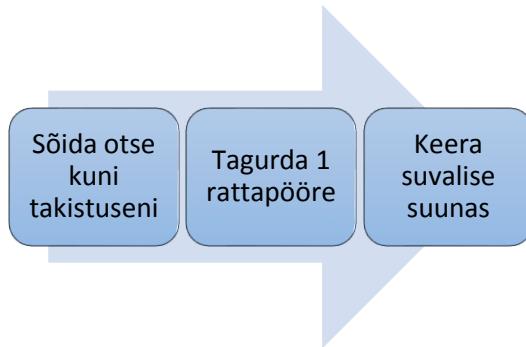 Sõida otse
kuni
takistuseni
Tagurda 1
rattapööre
Keera
suvalise
suunas